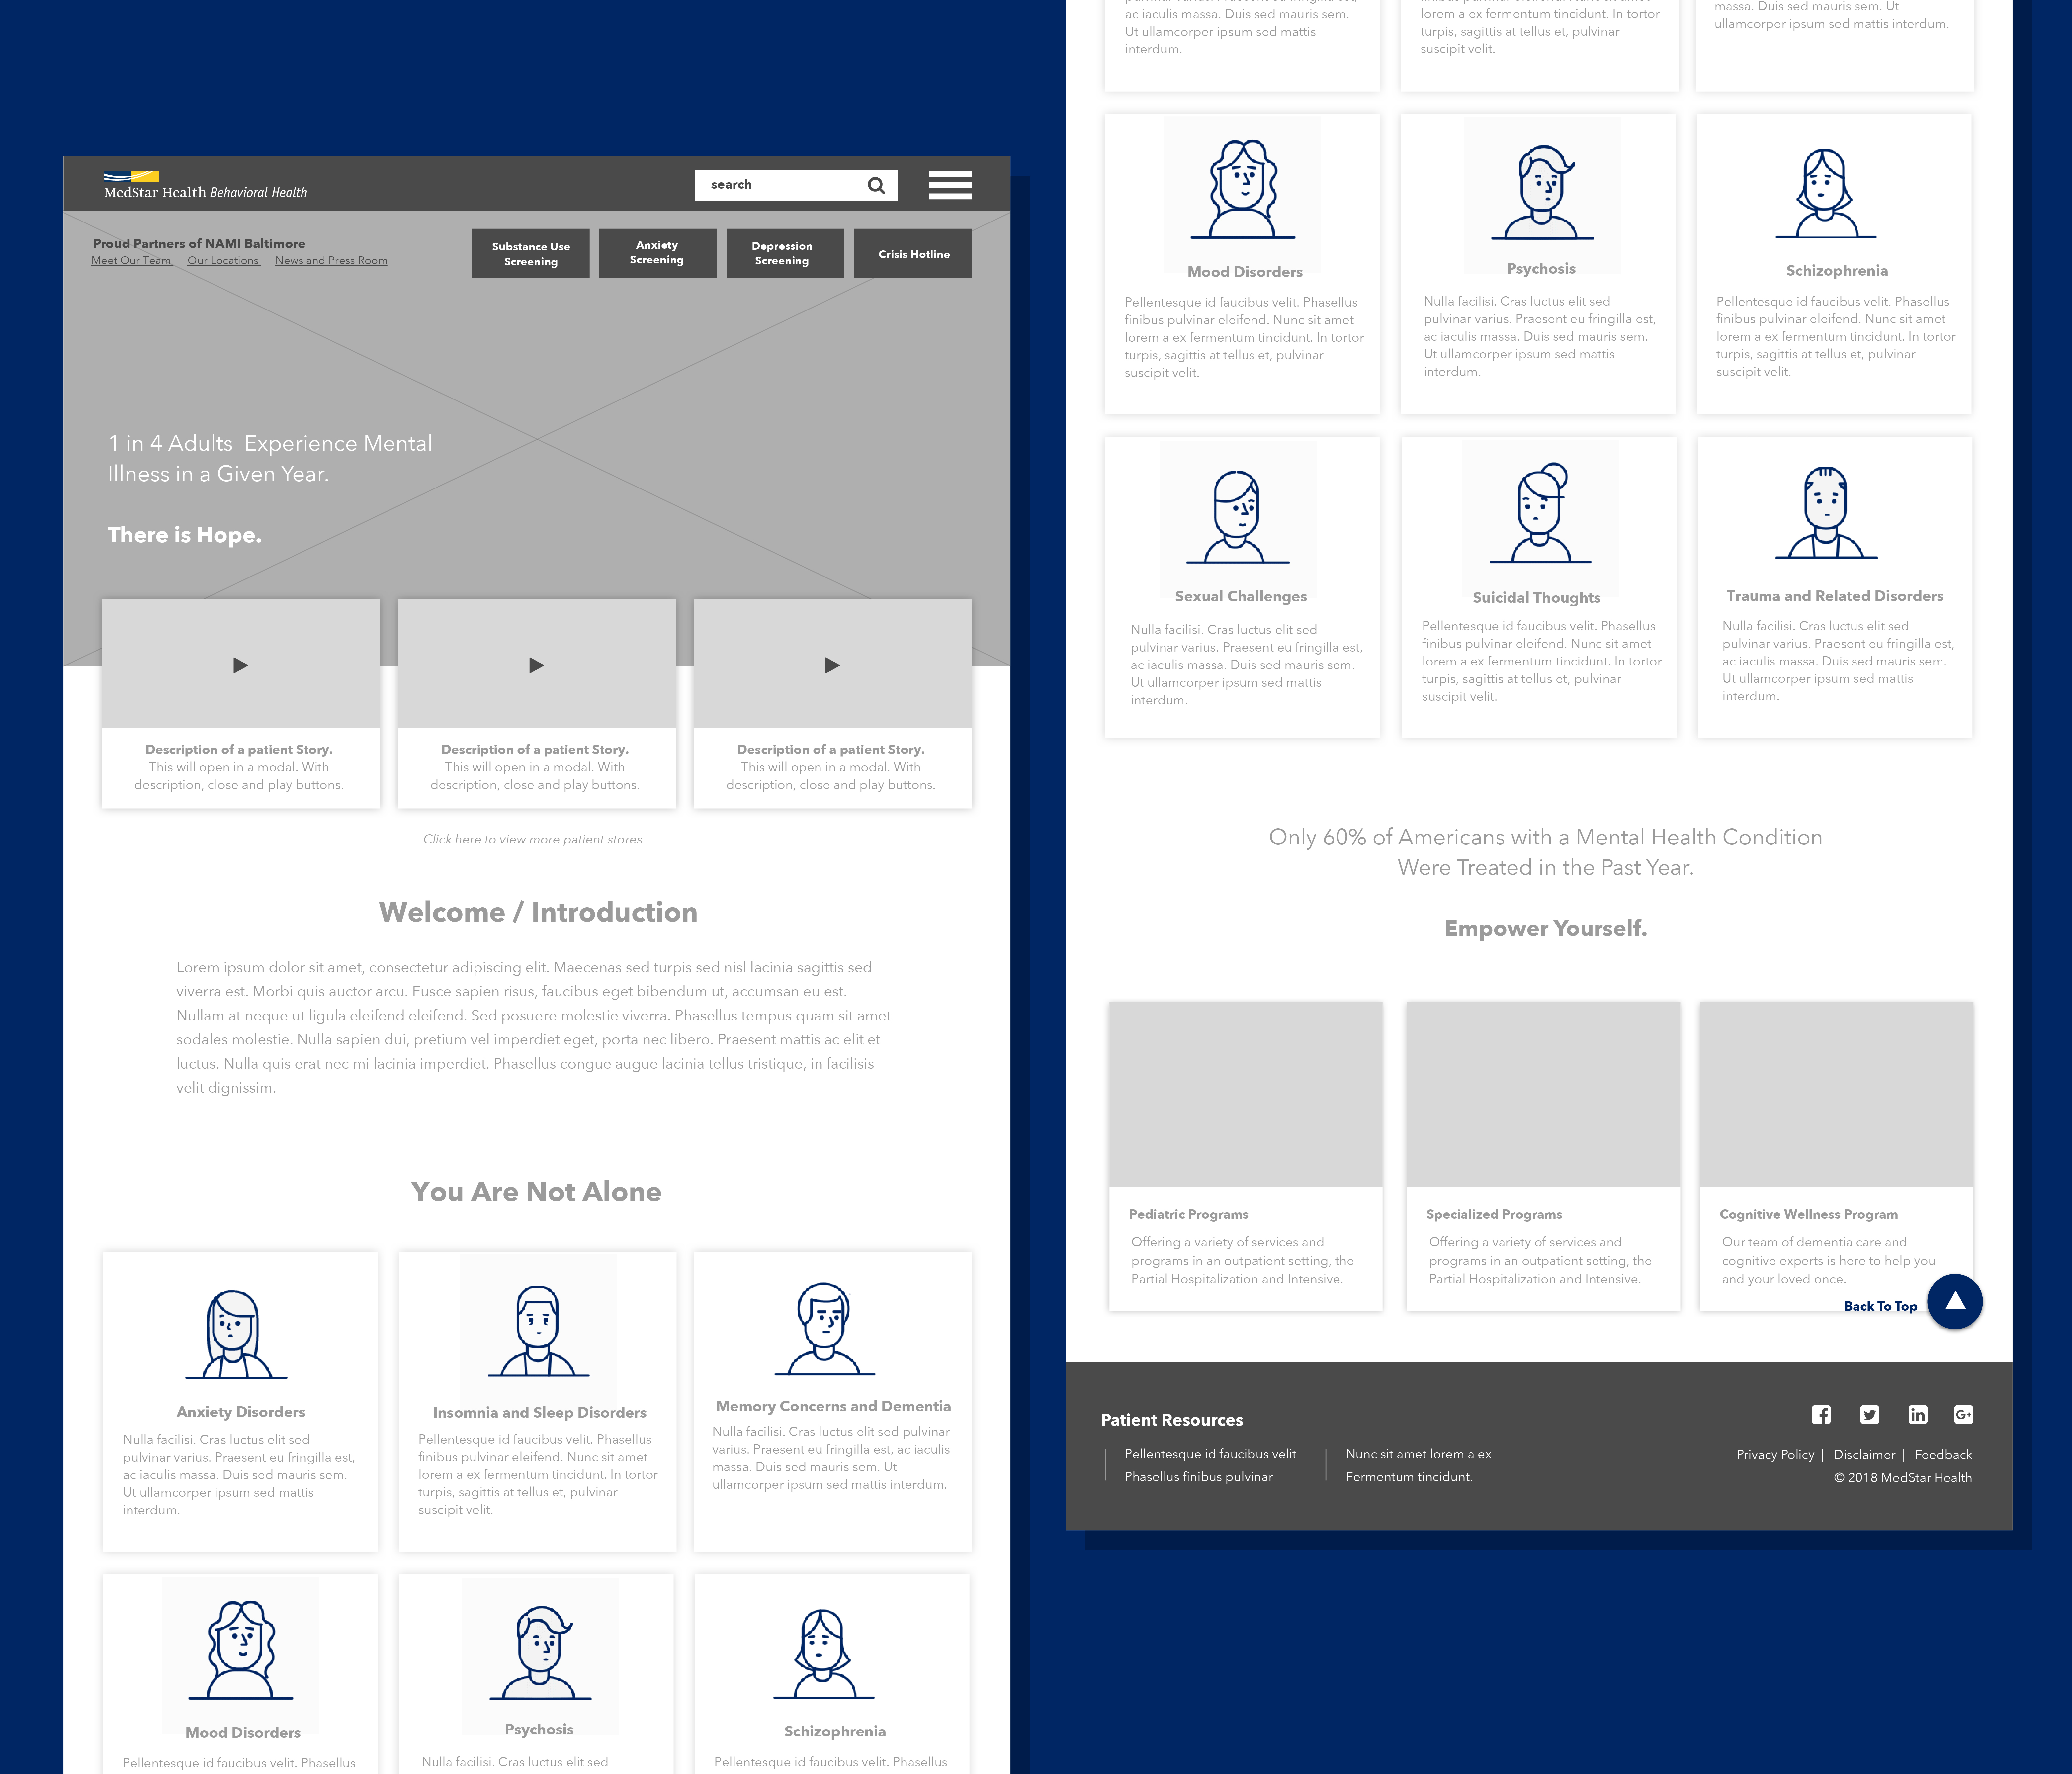 MedStar Health Behavioral Health
search
Proud Partners of NAMI Baltimore
Meet Our Team Our Locations News and Press Room
Substance Use
Screening
Anxiety
Screening
Depression
Screening
Crisis Hotline
1 in 4 Adults Experience Mental
Illness in a Given Year.
There is Hope.
Description of a patient Story.
This will open in a modal. With
description, close and play buttons.
Description of a patient Story.
This will open in a modal. With
description, close and play buttons.
Description of a patient Story.
This will open in a modal. With
description, close and play buttons.
Click here to view more patient stores
Welcome / Introduction
Lorem ipsum dolor sit amet, consectetur adipiscing elit. Maecenas sed turpis sed nisl lacinia sagittis sed
viverra est. Morbi quis auctor arcu. Fusce sapien risus, faucibus eget bibendum ut, accumsan eu est.
Nullam at neque ut ligula eleifend eleifend. Sed posuere molestie viverra. Phasellus tempus quam sit amet
sodales molestie. Nulla sapien dui, pretium vel imperdiet eget, porta nec libero. Praesent mattis ac elit et
luctus. Nulla quis erat nec mi lacinia imperdiet. Phasellus congue augue lacinia tellus tristique, in facilisis
velit dignissim.
You Are Not Alone
Anxiety Disorders
Nulla facilisi. Cras luctus elit sed
pulvinar varius. Praesent eu fringilla est,
ac iaculis massa. Duis sed mauris sem.
Ut ullamcorper ipsum sed mattis
interdum.
Insomnia and Sleep Disorders
Pellentesque id faucibus velit. Phasellus
finibus pulvinar eleifend. Nunc sit amet
lorem a ex fermentum tincidunt. In tortor
turpis, sagittis at tellus et, pulvinar
suscipit velit.
Memory Concerns and Dementia
Nulla facilisi. Cras luctus elit sed pulvinar
varius. Praesent eu fringilla est, ac iaculis
massa. Duis sed mauris sem. Ut
ullamcorper ipsum sed mattis interdum.
Mood Disorders
Pellentesque id faucibus velit. Phasellus
Psychosis
Nulla facilisi. Cras luctus elit sed
Schizophrenia
Pellentesque id faucibus velit. Phasellus
pulvinar varius. Praesent eu fringilla est,
ac iaculis massa. Duis sed mauris sem.
Ut ullamcorper ipsum sed mattis
interdum.
finibus pulvinar eleifend. Nunc sit amet
lorem a ex fermentum tincidunt. In tortor
turpis, sagittis at tellus et, pulvinar
suscipit velit.
massa. Duis sed mauris sem. Ut
ullamcorper ipsum sed mattis interdum.
Mood Disorders
Pellentesque id faucibus velit. Phasellus
finibus pulvinar eleifend. Nunc sit amet
lorem a ex fermentum tincidunt. In tortor
turpis, sagittis at tellus et, pulvinar
suscipit velit.
Psychosis
Nulla facilisi. Cras luctus elit sed
pulvinar varius. Praesent eu fringilla est,
ac iaculis massa. Duis sed mauris sem.
Ut ullamcorper ipsum sed mattis
interdum.
Schizophrenia
Pellentesque id faucibus velit. Phasellus
finibus pulvinar eleifend. Nunc sit amet
lorem a ex fermentum tincidunt. In tortor
turpis, sagittis at tellus et, pulvinar
suscipit velit.
Sexual Challenges
Nulla facilisi. Cras luctus elit sed
pulvinar varius. Praesent eu fringilla est,
ac iaculis massa. Duis sed mauris sem.
Ut ullamcorper ipsum sed mattis
interdum.
Suicidal Thoughts
Pellentesque id faucibus velit. Phasellus
finibus pulvinar eleifend. Nunc sit amet
lorem a ex fermentum tincidunt. In tortor
turpis, sagittis at tellus et, pulvinar
suscipit velit.
Trauma and Related Disorders
Nulla facilisi. Cras luctus elit sed
pulvinar varius. Praesent eu fringilla est,
ac iaculis massa. Duis sed mauris sem.
Ut ullamcorper ipsum sed mattis
interdum.
Only 60% of Americans with a Mental Health Condition
Were Treated in the Past Year.
Empower Yourself.
Pediatric Programs
Offering a variety of services and
programs in an outpatient setting, the
Partial Hospitalization and Intensive.
Specialized Programs
Offering a variety of services and
programs in an outpatient setting, the
Partial Hospitalization and Intensive.
Cognitive Wellness Program
Our team of dementia care and
cognitive experts is here to help you
and your loved once.
Back To Top
Patient Resources
Pellentesque id faucibus velit
Phasellus finibus pulvinar
Nunc sit amet lorem a ex
Fermentum tincidunt.
Privacy Policy | Disclaimer | Feedback
© 2018 MedStar Health